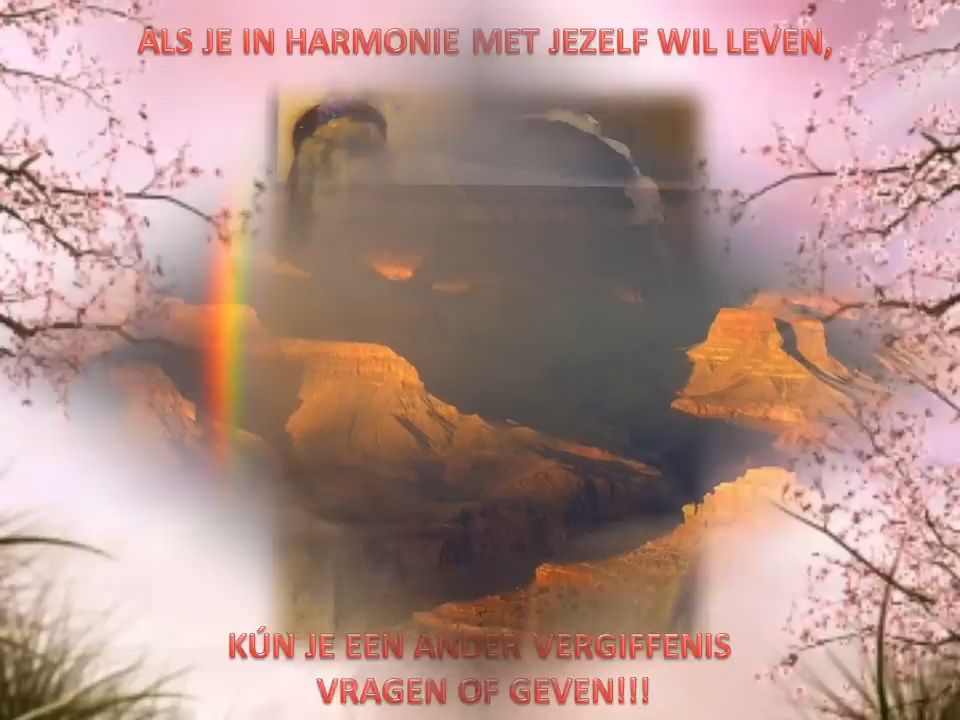 ALS JE IN HARMONIE MET JEZELF WIL LEVEN,
KÚN JE EEN ANDER VERGIFFENIS
VRAGEN OF GEVEN!!!